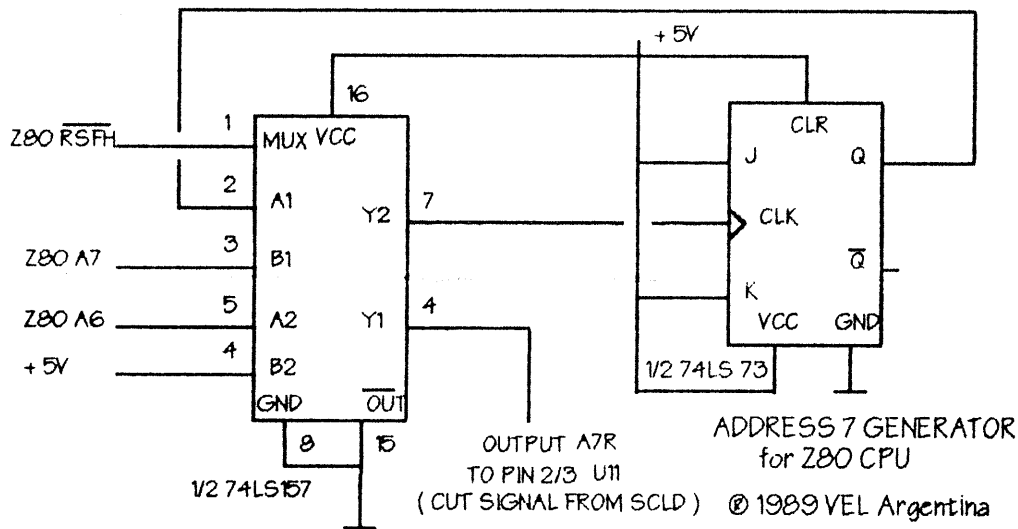 + 5V
16
1
Z80 RSFH
MUX VCC
CLR
J
Q
2
A1
7
Y2
CLK
3
Z80 A7
B1
Q
K
5
Z80 A6
A2
Y1
4
VCC
GND
4
+ 5V
B2
1/2 74LS 73
GND
OUT
8
15
1/2 74LS157
OUTPUT A7R
TO PIN 2/3 U11
( CUT SIGNAL FROM SCLD )
ADDRESS 7 GENERATOR
for Z80 CPU
® 1989 VEL Argentina